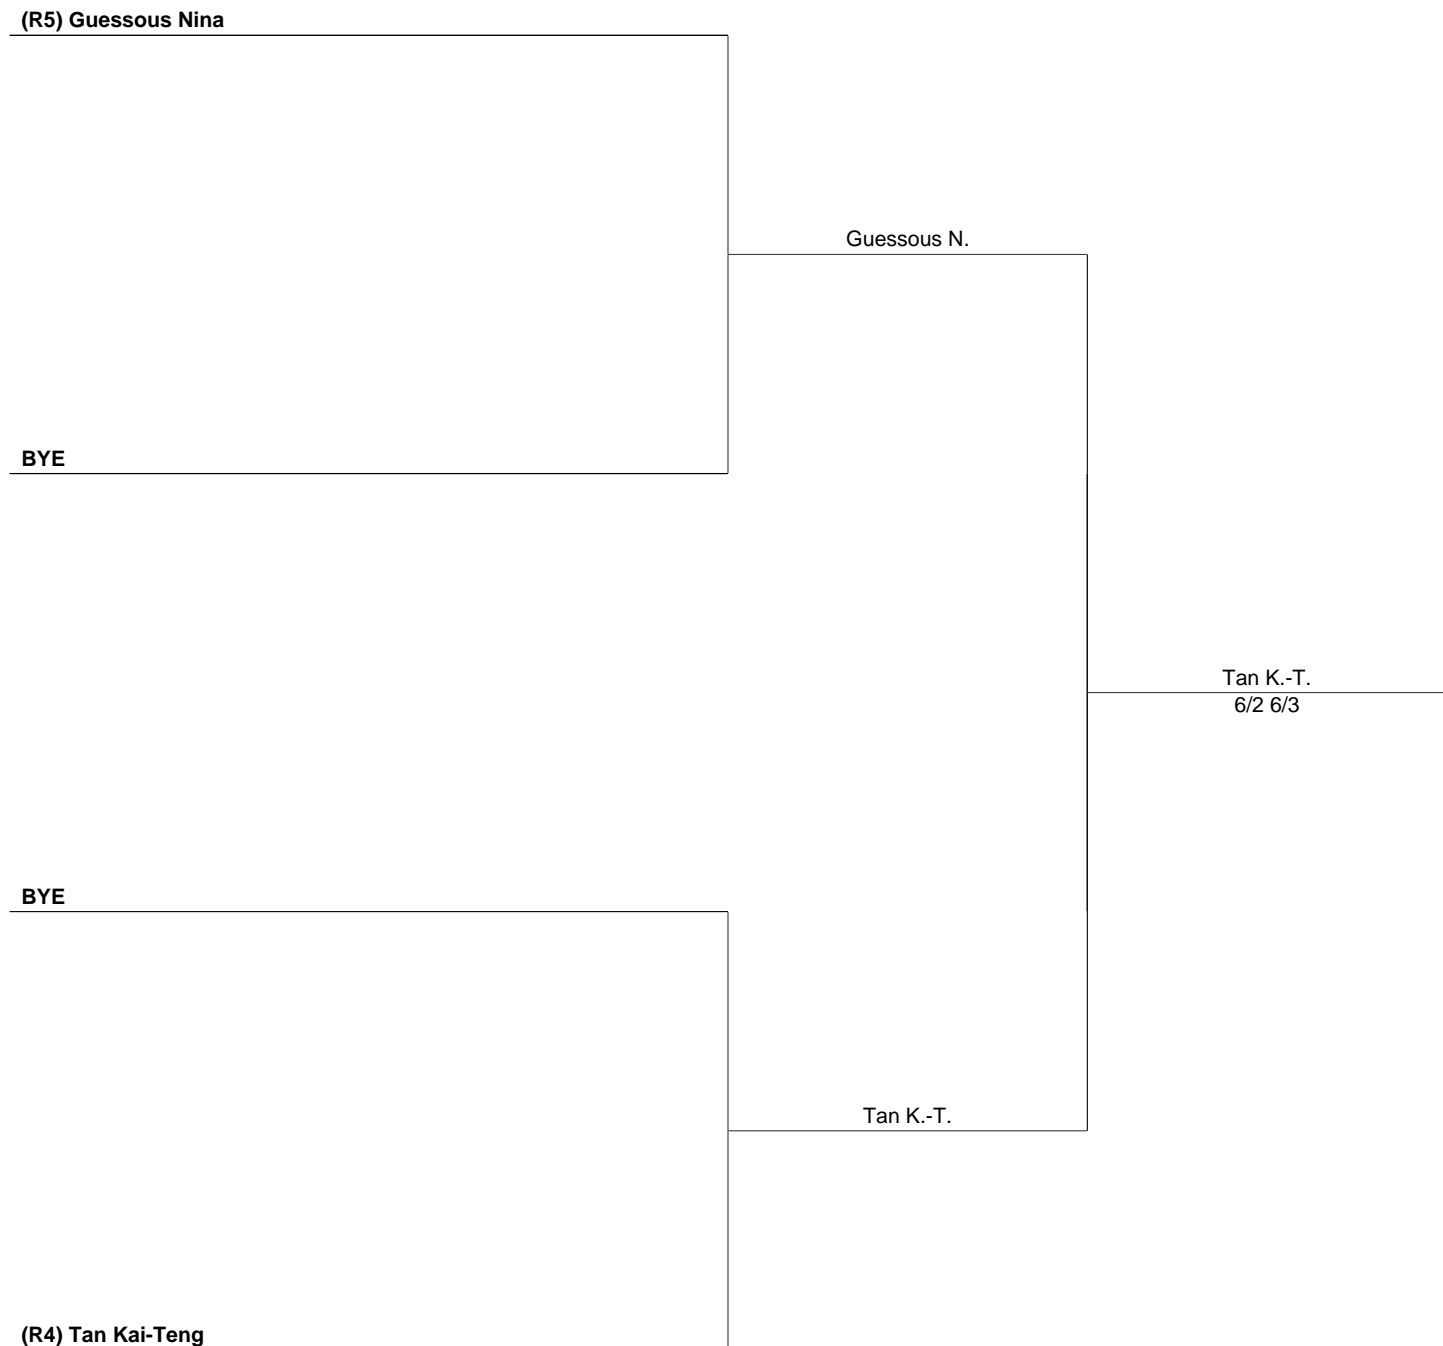 (R5) Guessous Nina
Guessous N.
BYE
Tan K.-T.
6/2 6/3
BYE
Tan K.-T.
(R4) Tan Kai-Teng